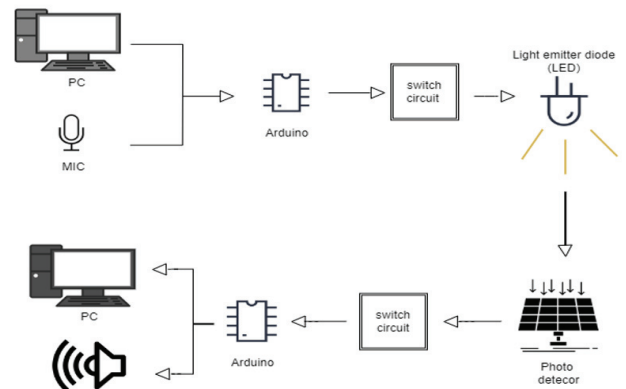 PC
MIC
Arduino
switch
circuit
Light emitter diode
(LED)
PC
Arduino
switch
circuit
Photo
detecor